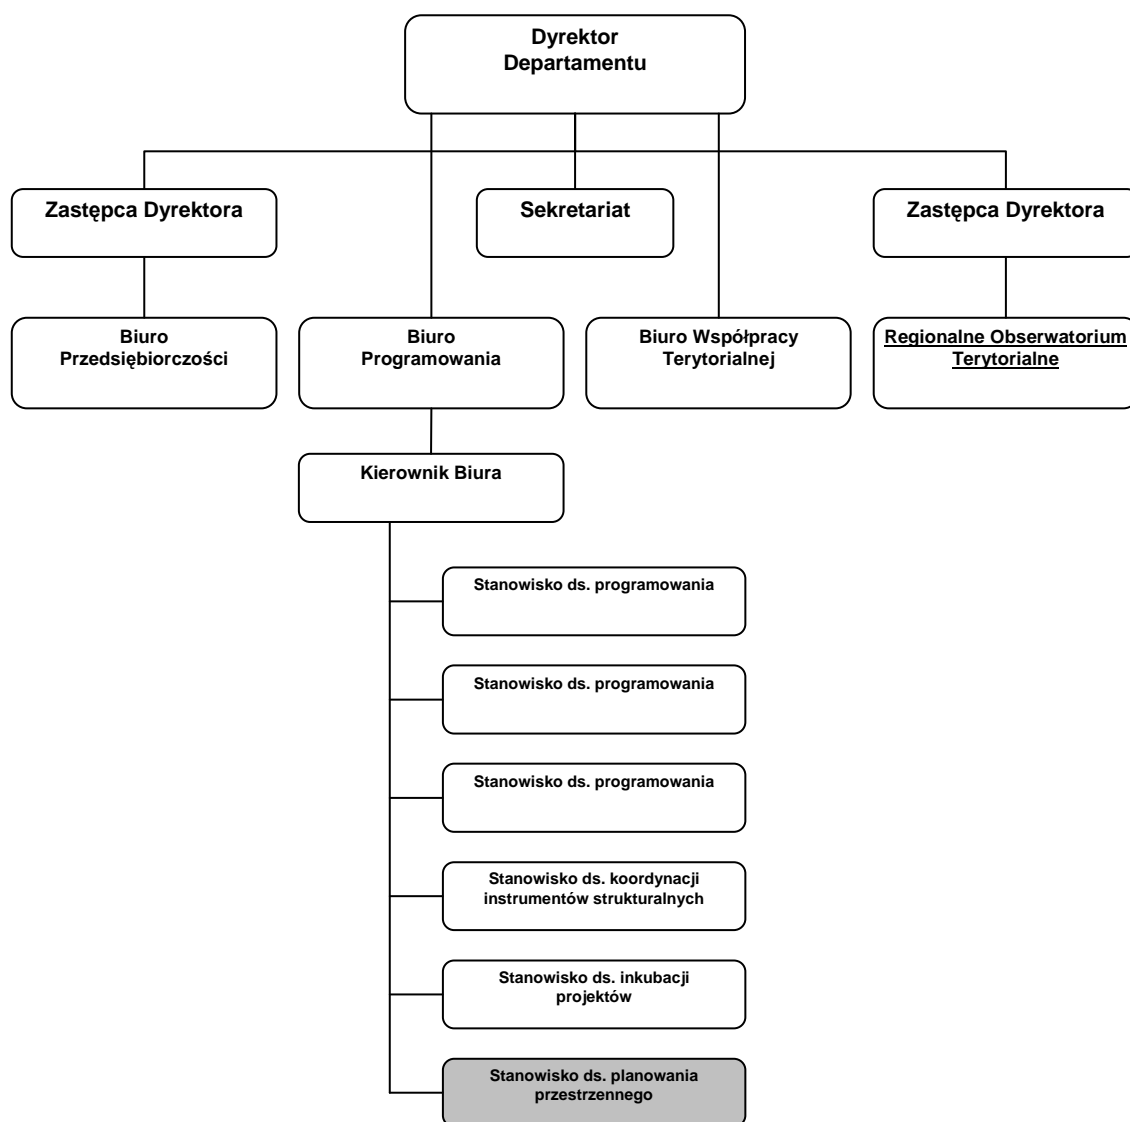 Dyrektor
Departamentu
Zastępca Dyrektora
Sekretariat
Zastępca Dyrektora
Biuro
Przedsiębiorczości
Biuro
Programowania
Biuro Współpracy
Terytorialnej
Regionalne Obserwatorium
Terytorialne
Kierownik Biura
Stanowisko ds. programowania
Stanowisko ds. programowania
Stanowisko ds. programowania
Stanowisko ds. koordynacji
instrumentów strukturalnych
Stanowisko ds. inkubacji
projektów
Stanowisko ds. planowania
przestrzennego